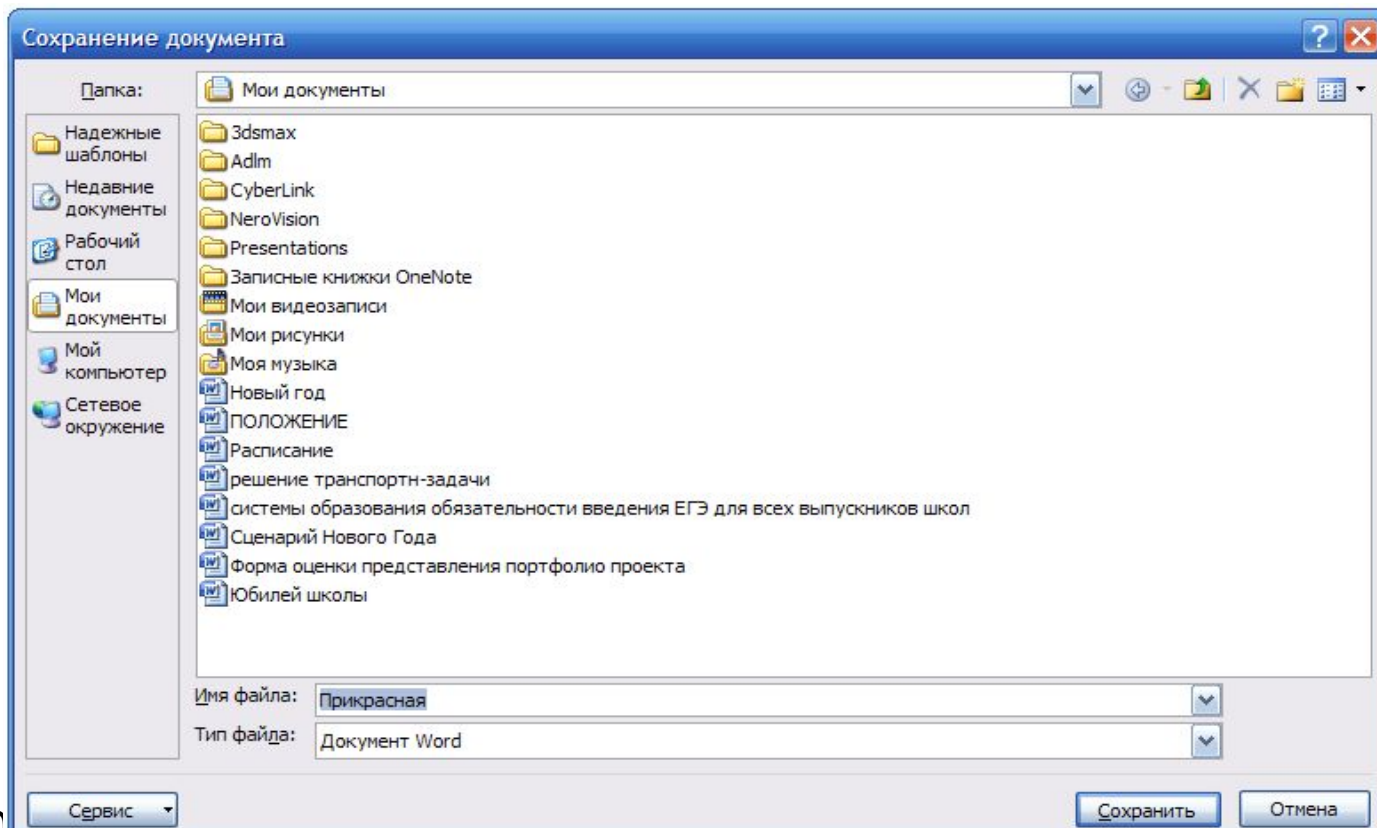 Сохранение документа
Папка:
Мои документы
Надежные
шаблоны
Недавние
документы
Рабочий
стол
Мои
документы
Мой
компьютер
Сетевое
окружение
3dsmax
Adlm
CyberLink
NeroVision
Presentations
Записные книжки OneNote
Мои видеозаписи
Мои рисунки
Моя музыка
Новый год
ПОЛОЖЕНИЕ
Расписание
решение транспортн-задачи
системы образования обязательности введения ЕГЭ для всех выпускников школ
Сценарий Нового Года
Форма оценки представления портфолио проекта
Юбилей школы
Имя файла:
Прикрасная
Тип файла:
Документ Word
Сервис
Сохранить
Отмена